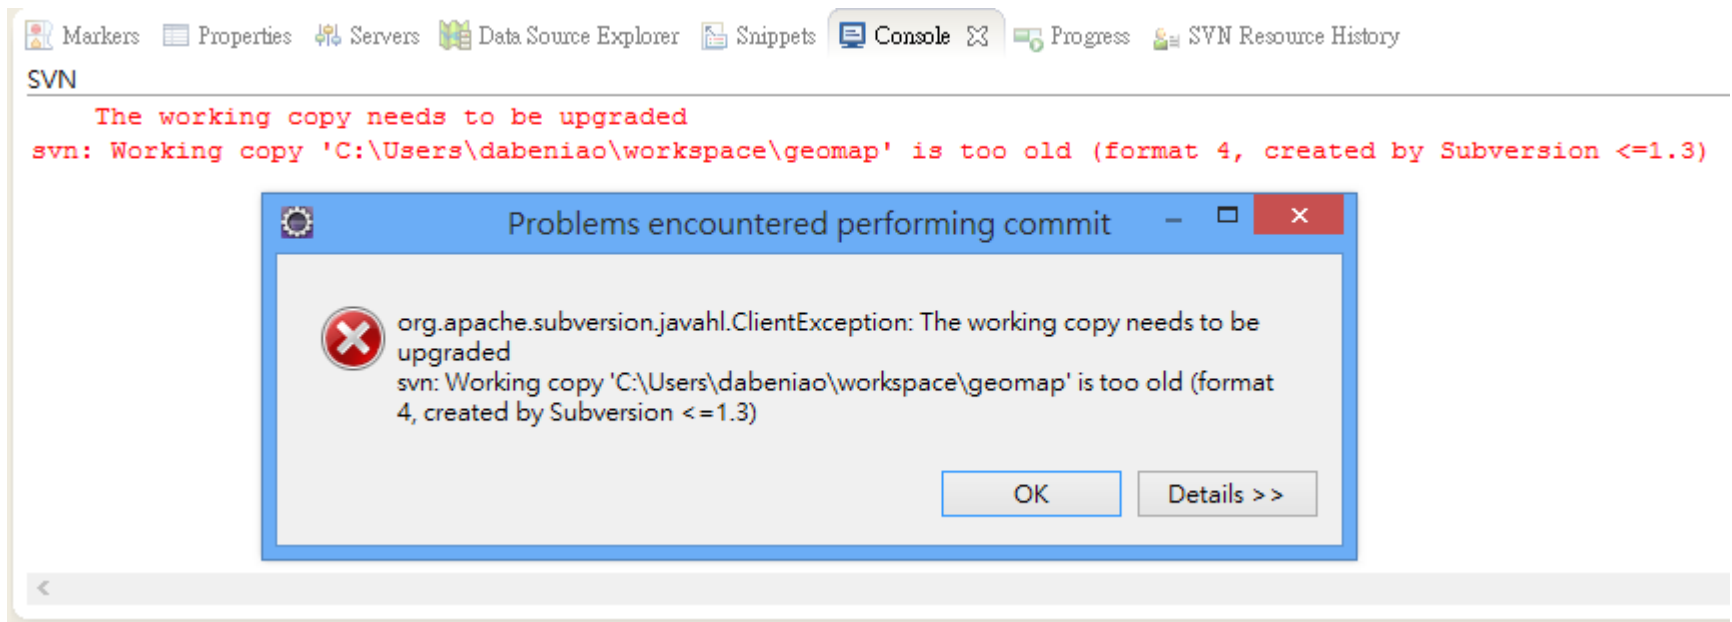 Markers Properties Servers Data Source Explorer Snippets Console Progress SVN Resource History
SVN
The working copy needs to be upgraded
svn: Working copy 'C:\Users\dabeniao\workspace\geomap' is too old (format 4, created by Subversion <=1.3)
Problems encountered performing commit
org.apache.subversion.javahl.ClientException: The working copy needs to be
upgraded
svn: Working copy 'C:\Users\dabeniao\workspace\geomap' is too old (format
4, created by Subversion <=1.3)
OK Details >>